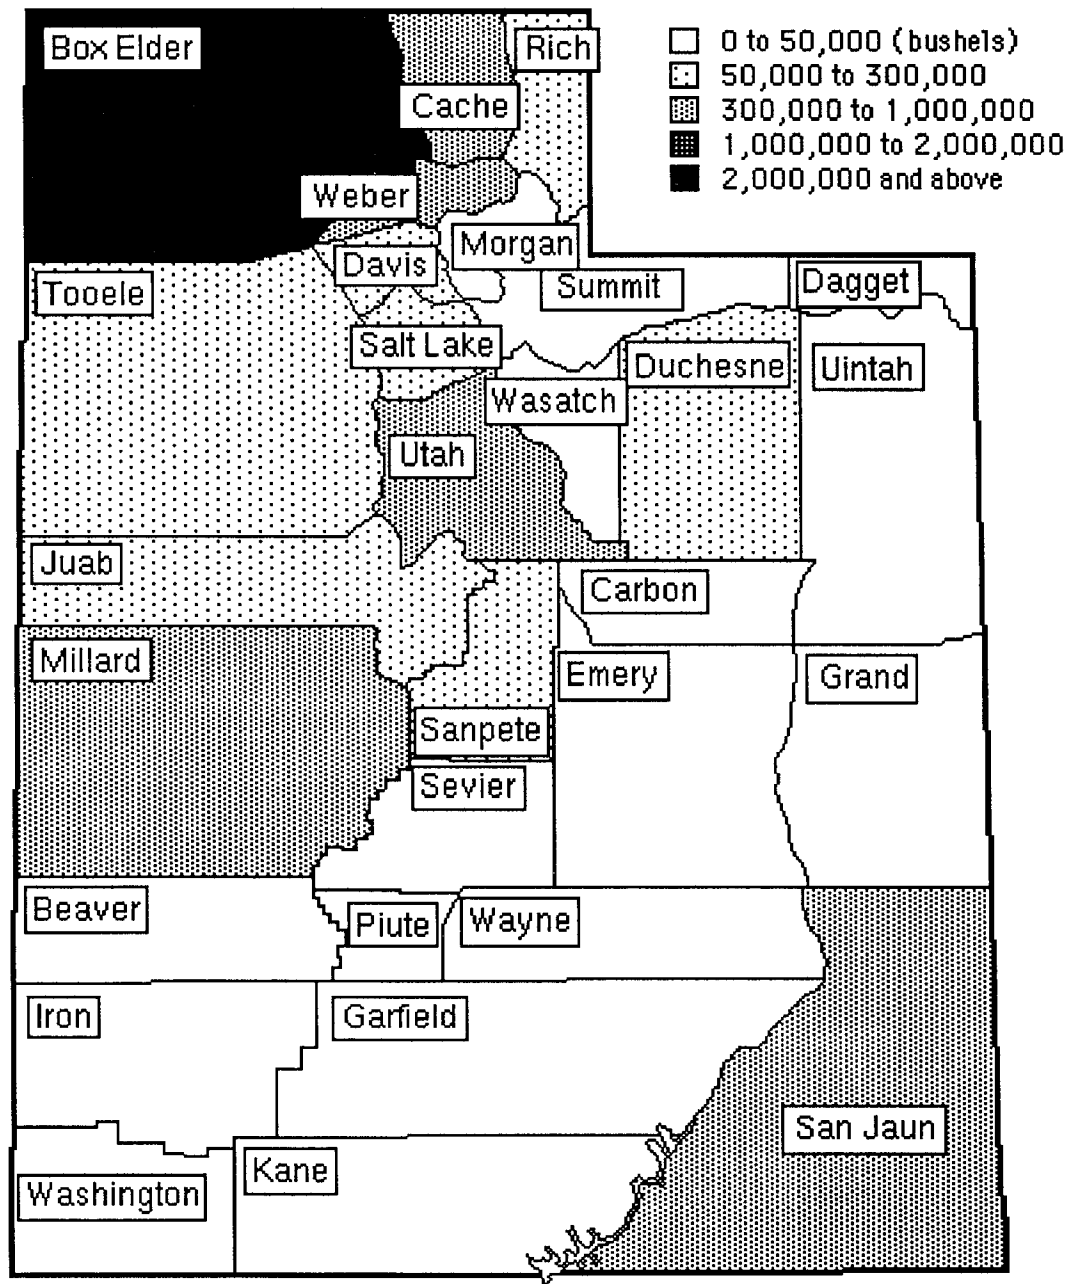 Box Elder
Rich
Cache
Weber
Morgan
Davis
Tooele
Summit
Dagget
Salt Lake
Duchesne
Uintah
Wasatch
Utah
Juab
Carbon
Millard
Emery
Grand
Sanpete
Sevier
Beaver
Piute
Wayne
Iron
Garfield
San Jaun
Kane
Washington
0 to 50,000 (bushels)
50,000 to 300,000
300,000 to 1,000,000
1,000,000 to 2,000,000
2,000,000 and above